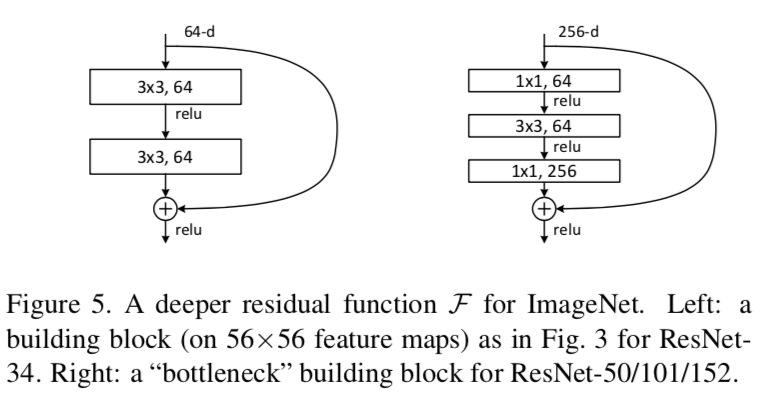 64-d
3x3, 64
relu
3x3, 64
relu
256-d
1x1, 64
relu
3x3, 64
relu
1x1, 256
relu
Figure 5. A deeper residual function ℱ for ImageNet. Left: a
building block (on 56×56 feature maps) as in Fig. 3 for ResNet-
34. Right: a “bottleneck” building block for ResNet-50/101/152.